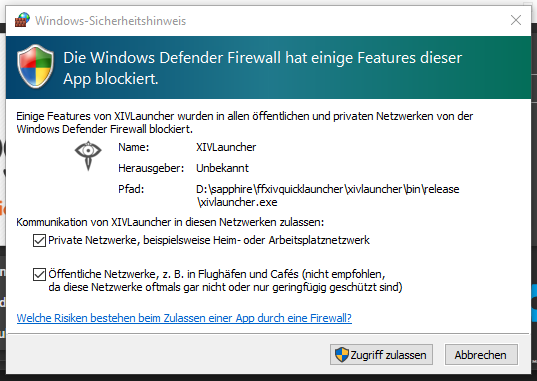 Windows-Sicherheitshinweis
Die Windows Defender Firewall hat einige Features dieser
App blockiert.
Einige Features von XIVLauncher wurden in allen öffentlichen und privaten Netzwerken von der
Windows Defender Firewall blockiert.
Name: XIVLauncher
Herausgeber: Unbekannt
Pfad: D:\sapphire\ffxivquicklauncher\xivlauncher\bin\release
\xivlauncher.exe
Kommunikation von XIVLauncher in diesen Netzwerken zulassen:
Private Netzwerke, beispielsweise Heim- oder Arbeitsplatznetzwerk
Öffentliche Netzwerke, z. B. in Flughäfen und Cafés (nicht empfohlen,
da diese Netzwerke oftmals gar nicht oder nur geringfügig geschützt sind)
Welche Risiken bestehen beim Zulassen einer App durch eine Firewall?
Zugriff zulassen Abbrechen